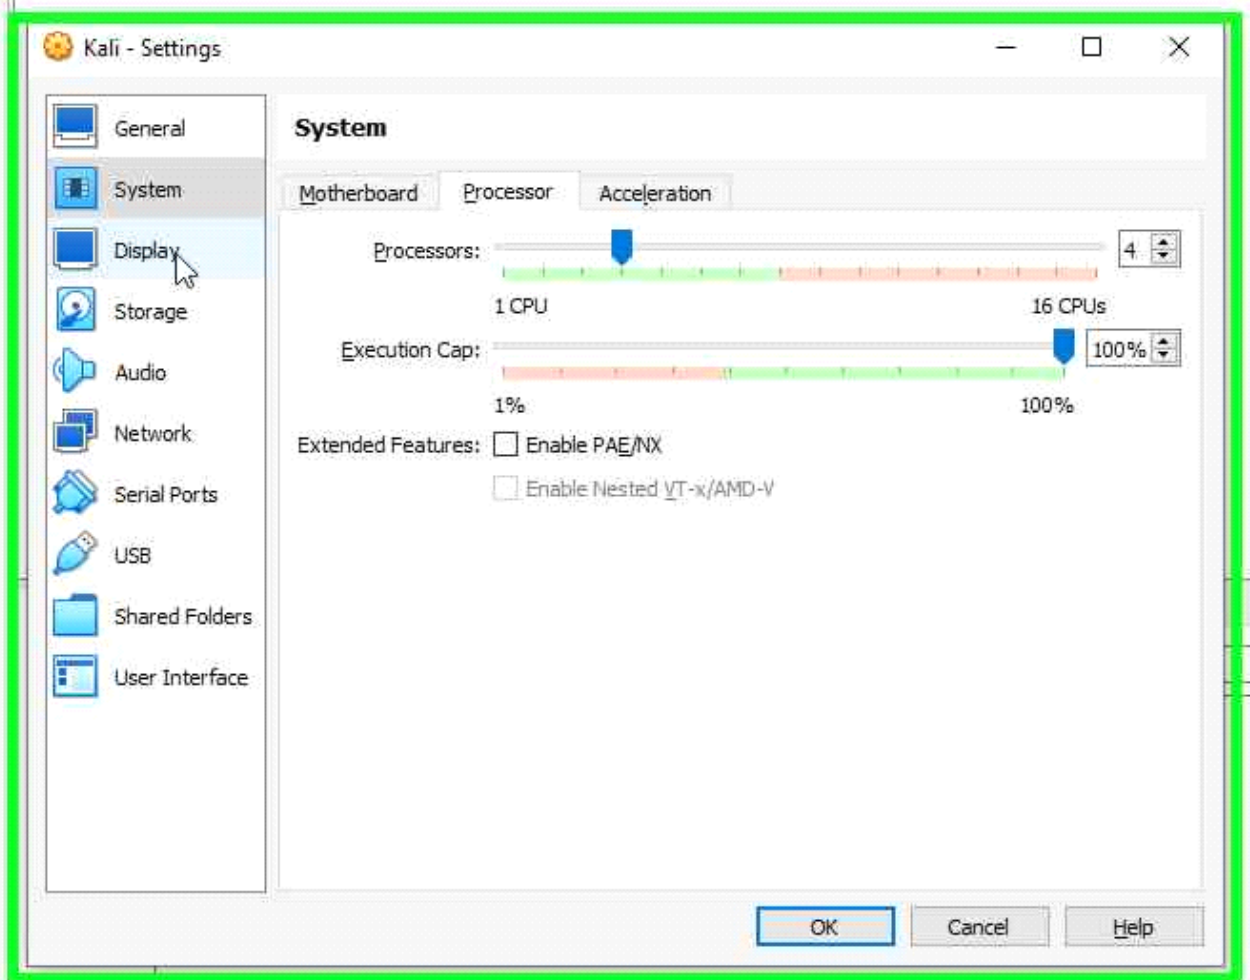 Kali - Settings
General
System
Display
Storage
Audio
Network
Serial Ports
USB
Shared Folders
User Interface
System
Motherboard Processor Acceleration
Processors: 4
1 CPU 16 CPUs
Execution Cap: 100%
1% 100%
Extended Features: Enable PAE/NX
Enable Nested VT-x/AMD-V
OK Cancel Help